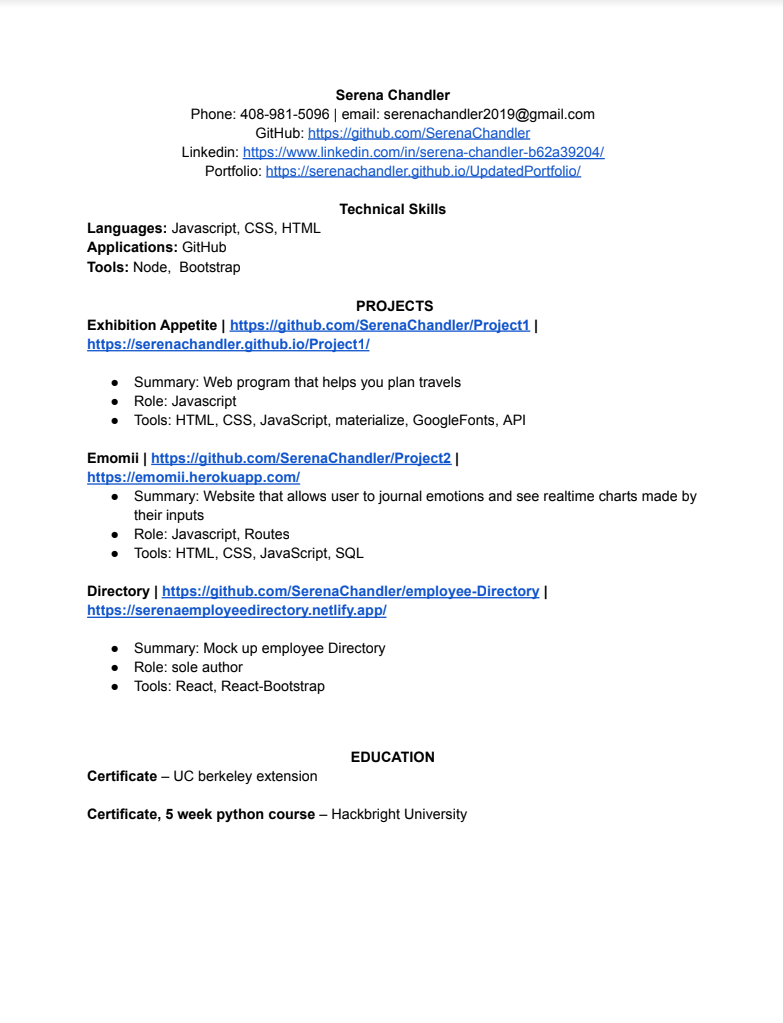 Serena Chandler
Phone: 408-981-5096 | email: serenachandler2019@gmail.com
GitHub: https://github.com/SerenaChandler
Linkedin: https://www.linkedin.com/in/serena-chandler-b62a39204/
Portfolio: https://serenachandler.github.io/UpdatedPortfolio/
Technical Skills
Languages: Javascript, CSS, HTML
Applications: GitHub
Tools: Node,  Bootstrap
PROJECTS
Exhibition Appetite | https://github.com/SerenaChandler/Project1 |
https://serenachandler.github.io/Project1/
● Summary: Web program that helps you plan travels
● Role: Javascript
● Tools: HTML, CSS, JavaScript, materialize, GoogleFonts, API
Emomii | https://github.com/SerenaChandler/Project2 |
https://emomii.herokuapp.com/
● Summary: Website that allows user to journal emotions and see realtime charts made by
their inputs
● Role: Javascript, Routes
● Tools: HTML, CSS, JavaScript, SQL
Directory | https://github.com/SerenaChandler/employee-Directory |
https://serenaemployeedirectory.netlify.app/
● Summary: Mock up employee Directory
● Role: sole author
● Tools: React, React-Bootstrap
EDUCATION
Certificate – UC berkeley extension
Certificate, 5 week python course – Hackbright University